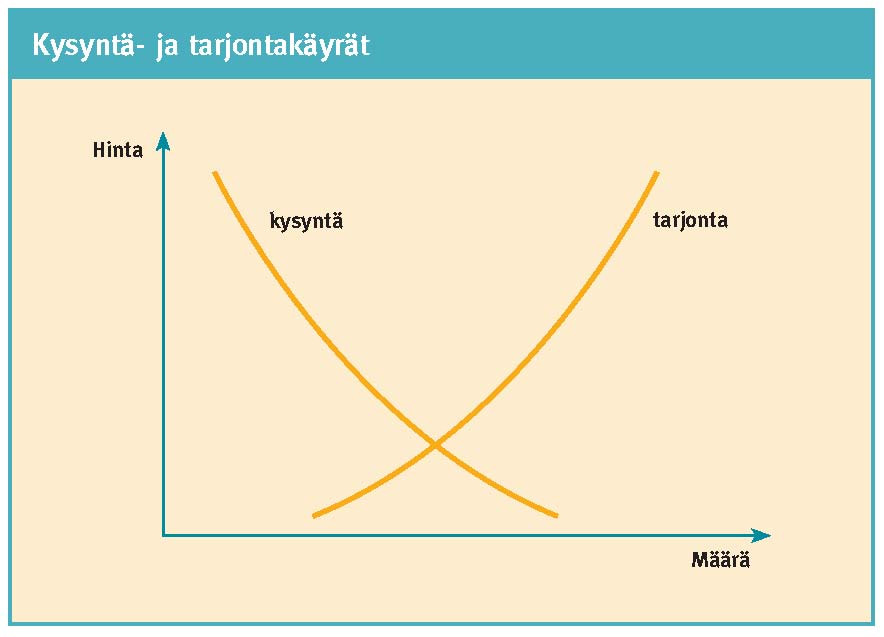 Kysyntä- ja tarjontakäyrät
Hinta
kysyntä
tarjonta
Määrä